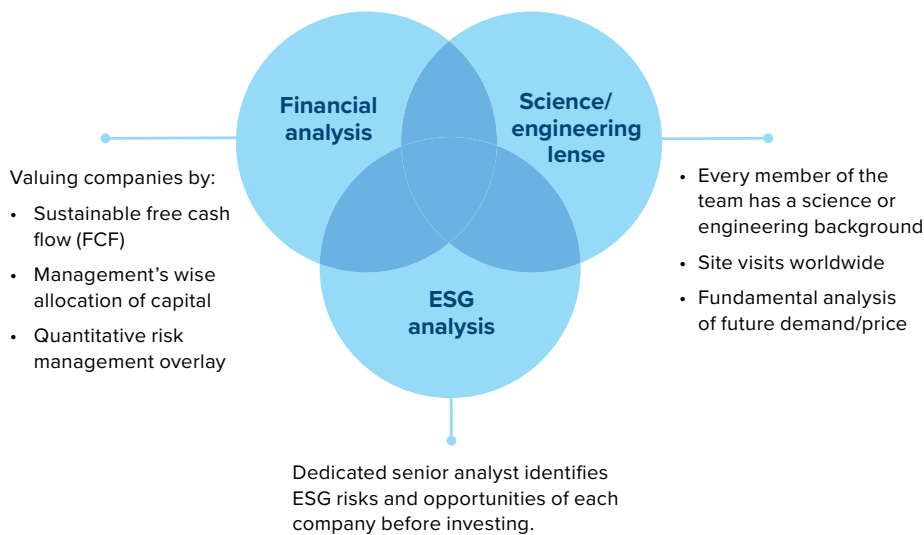 Financial
analysis
Science/
engineering
lense
ESG
analysis
Valuing companies by:
• Sustainable free cash
flow (FCF)
• Management’s wise
allocation of capital
• Quantitative risk
management overlay
• Every member of the
team has a science or
engineering background
• Site visits worldwide
• Fundamental analysis
of future demand/price
Dedicated senior analyst identifies
ESG risks and opportunities of each
company before investing.